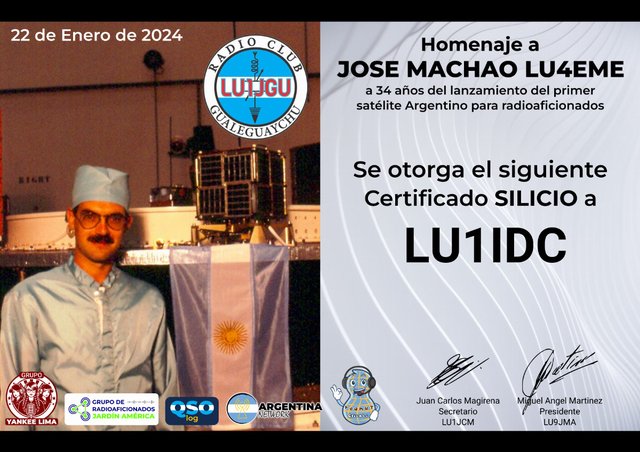 22 de Enero de 2024
RADIO CLUB
LU1JGU
GUALEGUAYCHU
RIGHT
Homenaje a
JOSE MACHAO LU4EME
a 34 años del lanzamiento del primer
satélite Argentino para radioaficionados
Se otorga el siguiente
Certificado SILICIO a
LU1IDC
GRUPO
YANKEE LIMA
GRUPO DE
RADIOAFICIONADOS
JARDÍN AMÉRICA
QSO
log
ARGENTINA
NETWORK
Juan Carlos Magirena
Secretario
LU1JCM
Miguel Angel Martinez
Presidente
LU9JMA